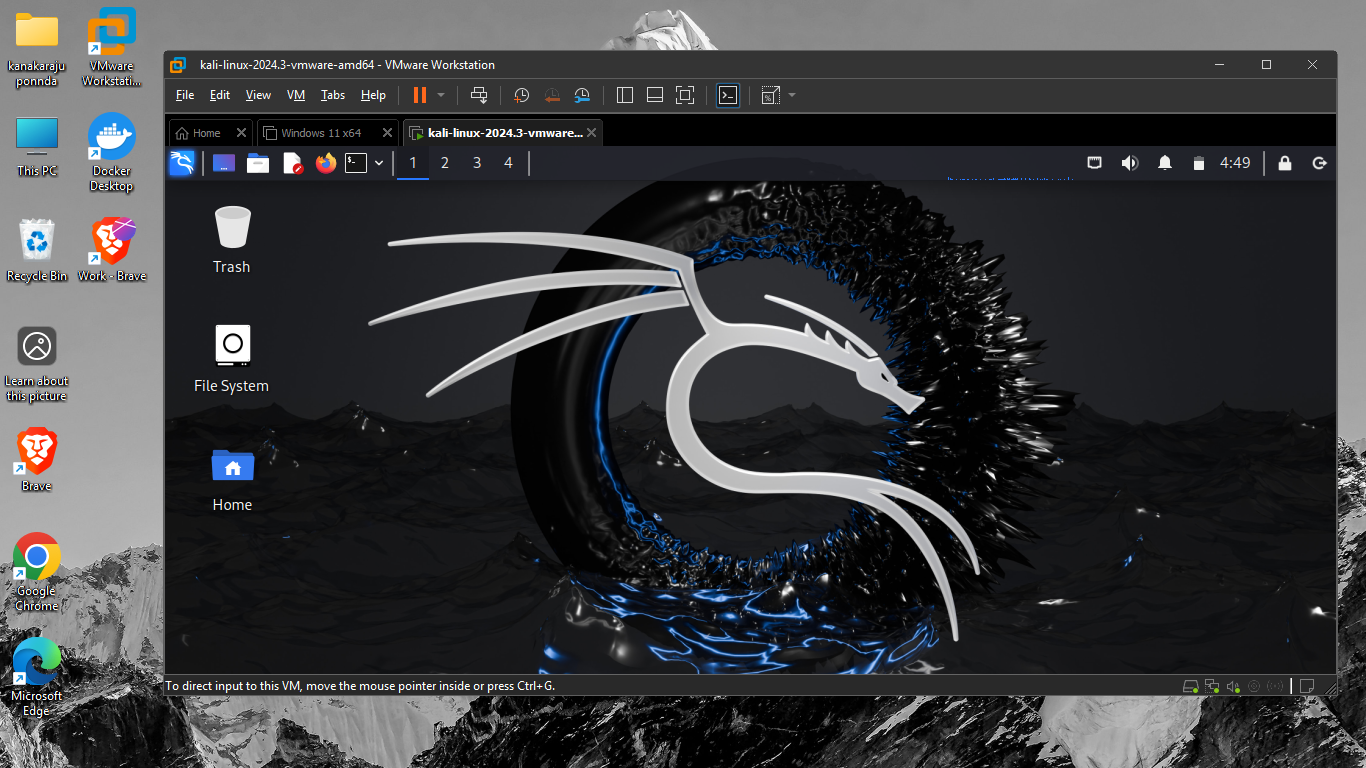 kanakaraju
ponnda
VMware
Workstati...
This PC
Docker
Desktop
Recycle Bin
Work - Brave
Learn about
this picture
Brave
Google
Chrome
Microsoft
Edge
kali-linux-2024.3-vmware-amd64 - VMware Workstation
File Edit View VM Tabs Help
Home
Windows 11 x64
kali-linux-2024.3-vmware...
1 2 3 4
4:49
Trash
File System
Home
To direct input to this VM, move the mouse pointer inside or press Ctrl+G.